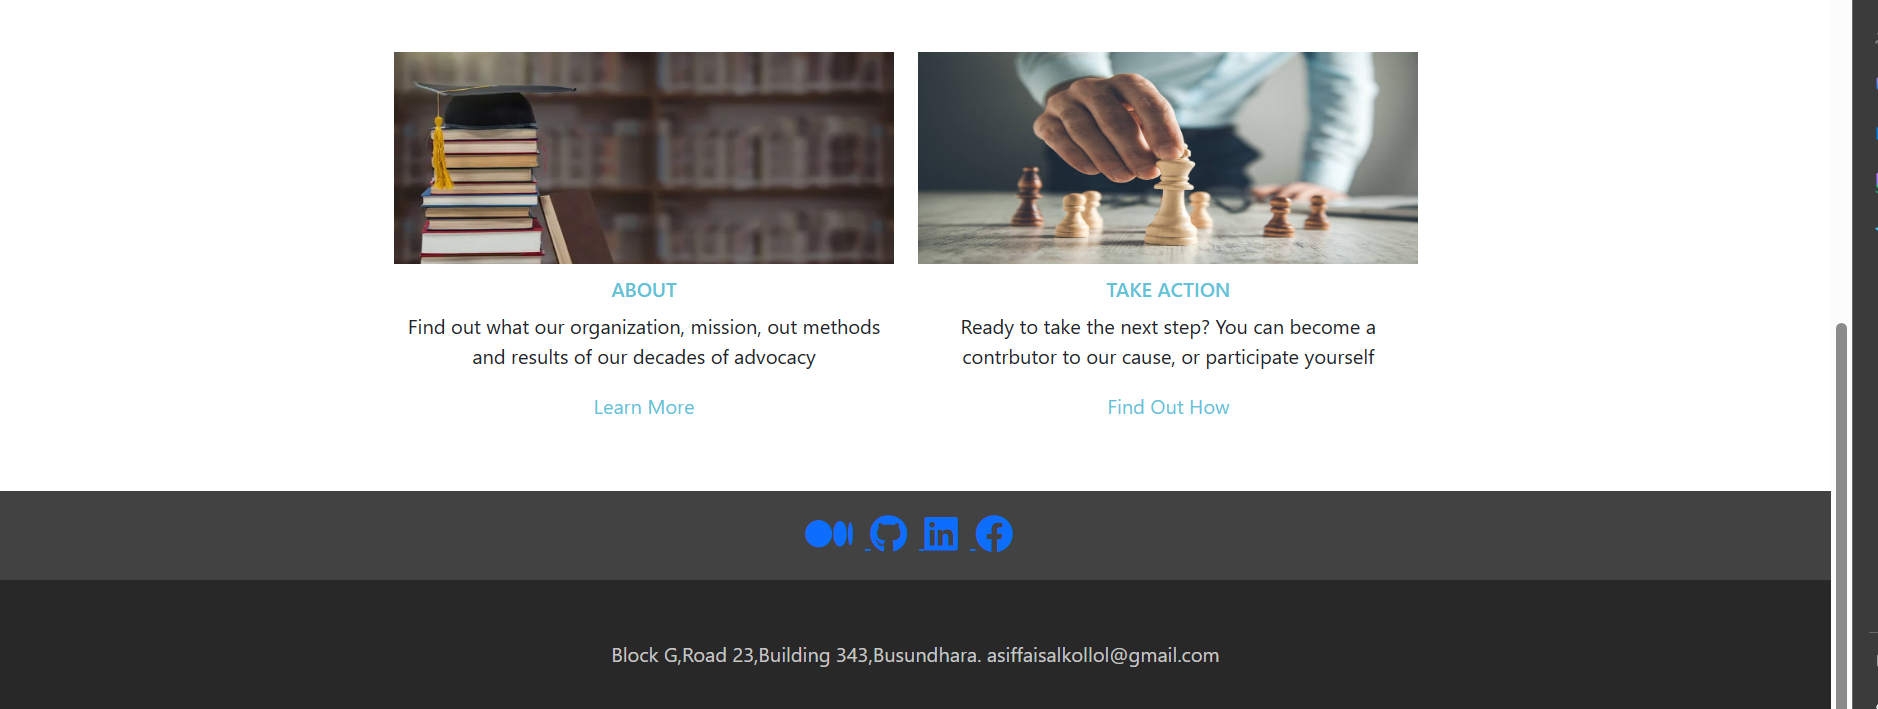 ABOUT
Find out what our organization, mission, out methods
and results of our decades of advocacy
Learn More
TAKE ACTION
Ready to take the next step? You can become a
contrbutor to our cause, or participate yourself
Find Out How
Block G,Road 23,Building 343,Busundhara. asiffaisalkollol@gmail.com